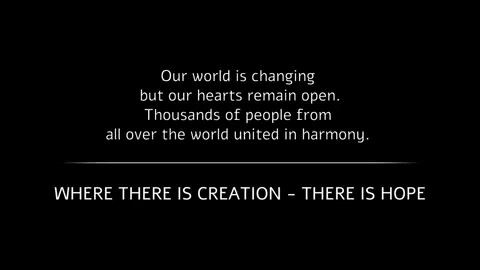 Our world is changing
but our hearts remain open.
Thousands of people from
all over the world united in harmony.
WHERE THERE IS CREATION – THERE IS HOPE